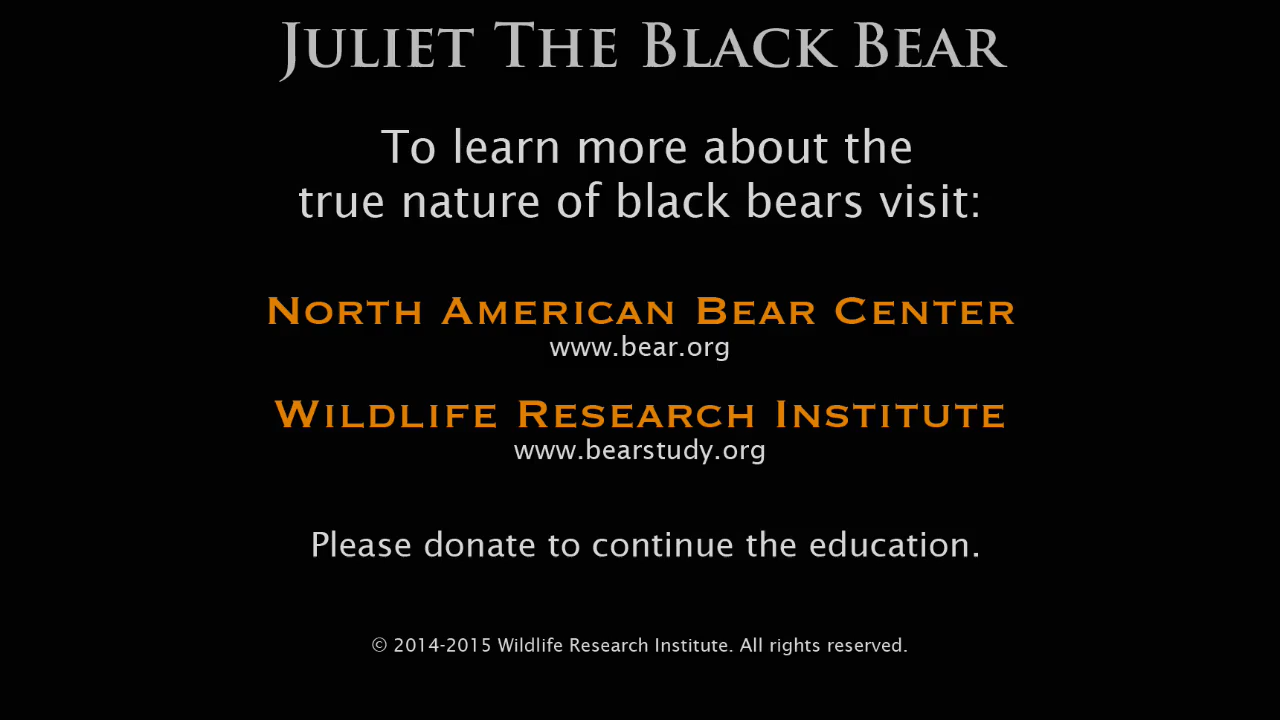 Juliet The Black Bear
To learn more about the
true nature of black bears visit:
North American Bear Center
www.bear.org
Wildlife Research Institute
www.bearstudy.org
Please donate to continue the education.
© 2014-2015 Wildlife Research Institute. All rights reserved.